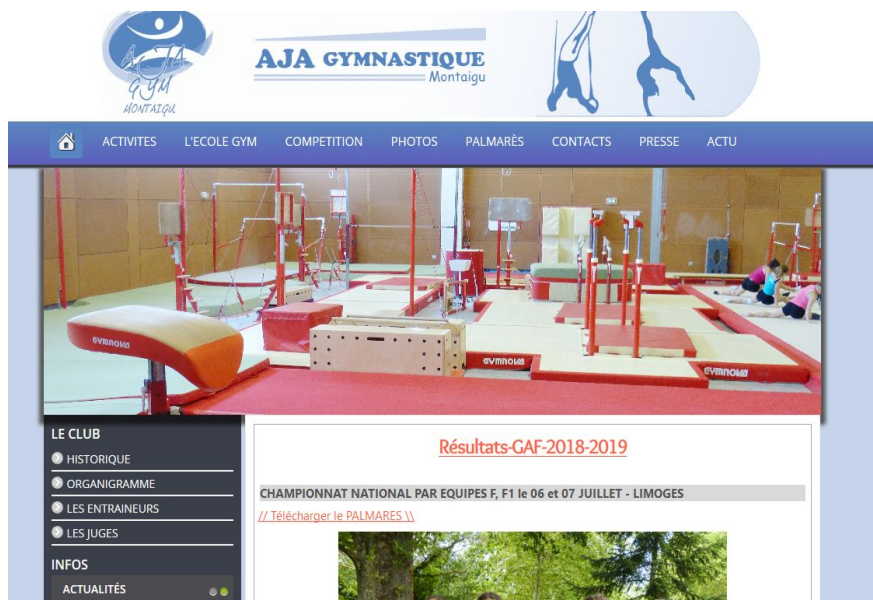 AJA
GYM
MONTAIGU
AJA GYMNASTIQUE
Montaigu
ACTIVITES L'ECOLE GYM COMPETITION PHOTOS PALMARÈS CONTACTS PRESSE ACTU
GYMNOVA
GYMNOVA
GYMNOVA
LE CLUB
HISTORIQUE
ORGANIGRAMME
LES ENTRAINEURS
LES JUGES
INFOS
ACTUALITÉS
Résultats-GAF-2018-2019
CHAMPIONNAT NATIONAL PAR EQUIPES F, F1 le 06 et 07 JUILLET - LIMOGES
// Télécharger le PALMARES \\